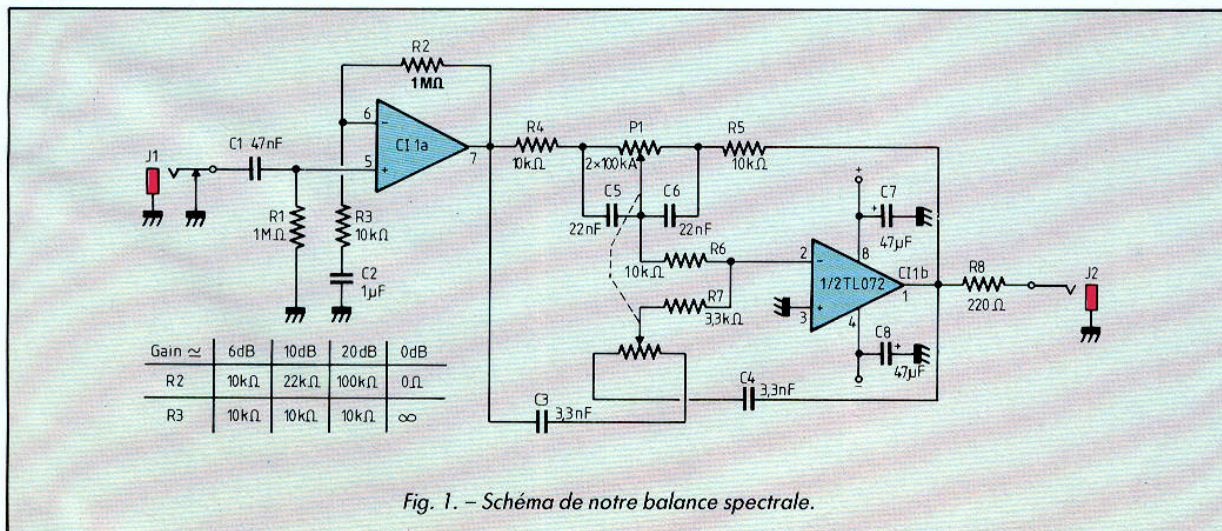 R2
1MΩ
6
−
CI 1a
5
+
7
C1 47nF
J1
R1
1MΩ
R3
10kΩ
C2
1µF
R4
10kΩ
P1
2×100kA
R5
10kΩ
C5
22nF
C6
22nF
R6
10kΩ
R7
3,3kΩ
+
C7
+
47µF
2
−
8
1/2TL072
CI1b
1
3
+
4
R8
220Ω
J2
C8
+
47µF
−
C4
3,3nF
C3
3,3nF
Gain ≃ 6dB 10dB 20dB 0dB
R2 10kΩ 22kΩ 100kΩ 0Ω
R3 10kΩ 10kΩ 10kΩ ∞
Fig. 1. – Schéma de notre balance spectrale.